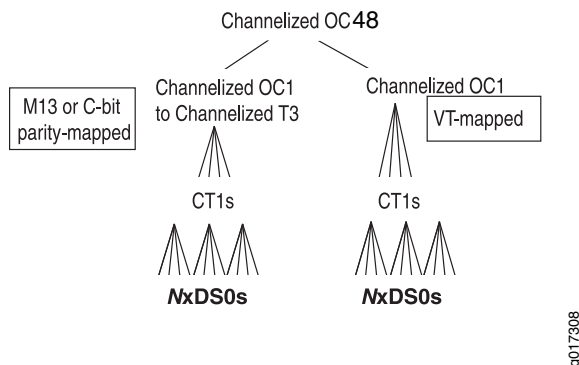 Channelized OC48
M13 or C-bit
parity-mapped
Channelized OC1
to Channelized T3
Channelized OC1
VT-mapped
CT1s
CT1s
NxDS0s
NxDS0s
g017308